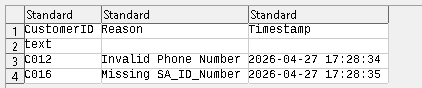 Standard Standard Standard
1 CustomerID Reason Timestamp
2 text
3 C012 Invalid Phone Number 2026-04-27 17:28:34
4 C016 Missing SA_ID_Number 2026-04-27 17:28:35